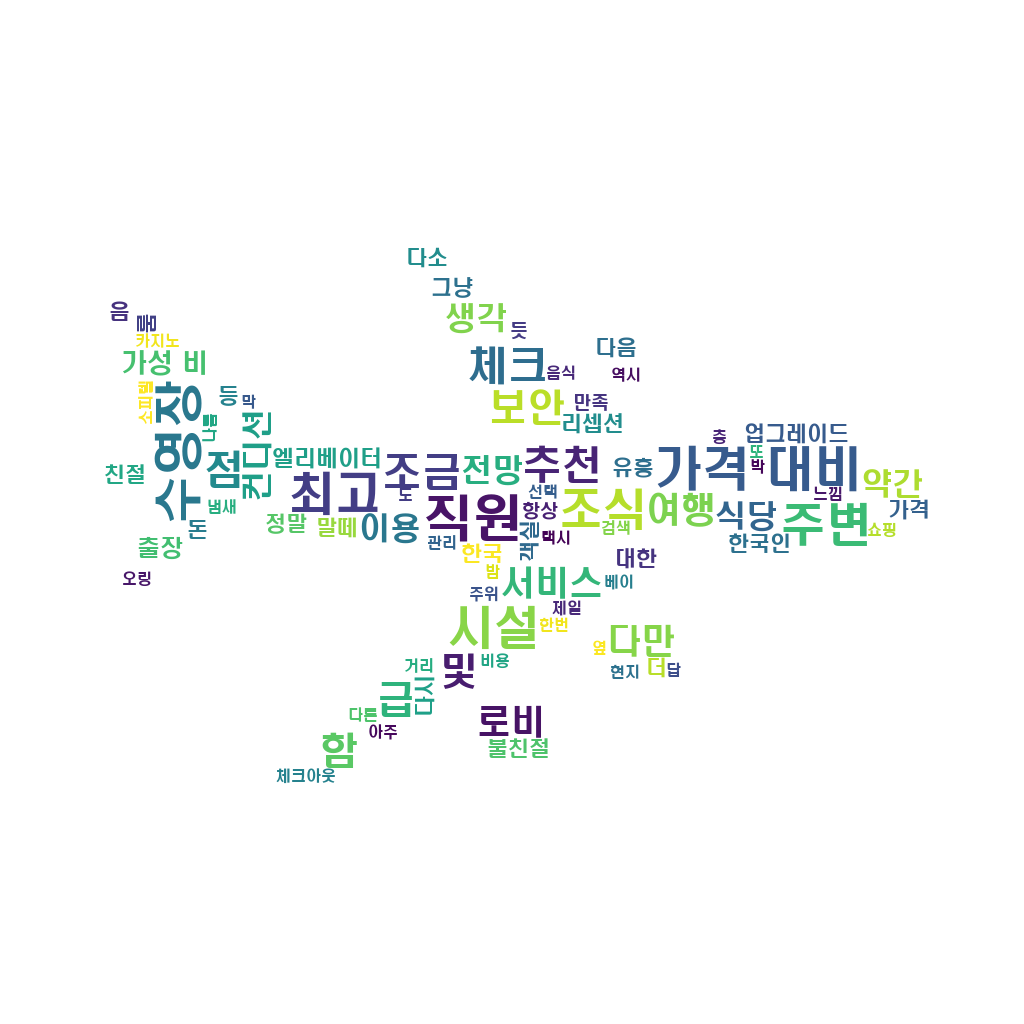 다소
그냥
생각
듯
음
룸
카지노
가성 비
체크
다음
음식
역시
소피텔
수영장
등
막
나름
컨디션
보안
만족
리셉션
층
업그레이드
친절
점
엘리베이터
조금
전망
추천
유흥
가격
또
박
대비
약간
느낌
냄새
돈
최고
도
직원
선택
항상
조식
여행
식당
주변
가격
쇼핑
출장
정말
말떼
이용
관리
한국
객실
택시
검색
한국인
오링
밤
서비스
대한
베이
주위
제일
시설
한번
옆
다만
거리
및
비용
현지
더
답
급
다시
다른
아주
로비
불친절
함
체크아웃